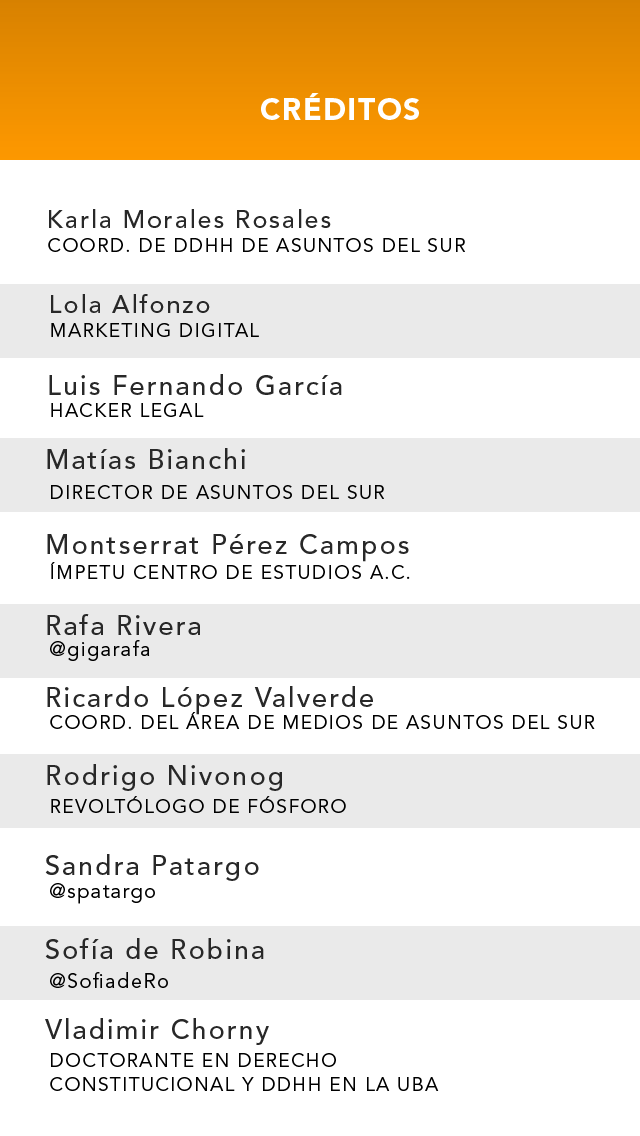 CRÉDITOS
Karla Morales Rosales
COORD. DE DDHH DE ASUNTOS DEL SUR
Lola Alfonzo
MARKETING DIGITAL
Luis Fernando García
HACKER LEGAL
Matías Bianchi
DIRECTOR DE ASUNTOS DEL SUR
Montserrat Pérez Campos
ÍMPETU CENTRO DE ESTUDIOS A.C.
Rafa Rivera
@gigarafa
Ricardo López Valverde
COORD. DEL ÁREA DE MEDIOS DE ASUNTOS DEL SUR
Rodrigo Nivonog
REVOLTÓLOGO DE FÓSFORO
Sandra Patargo
@spatargo
Sofía de Robina
@SofiadeRo
Vladimir Chorny
DOCTORANTE EN DERECHO
CONSTITUCIONAL Y DDHH EN LA UBA